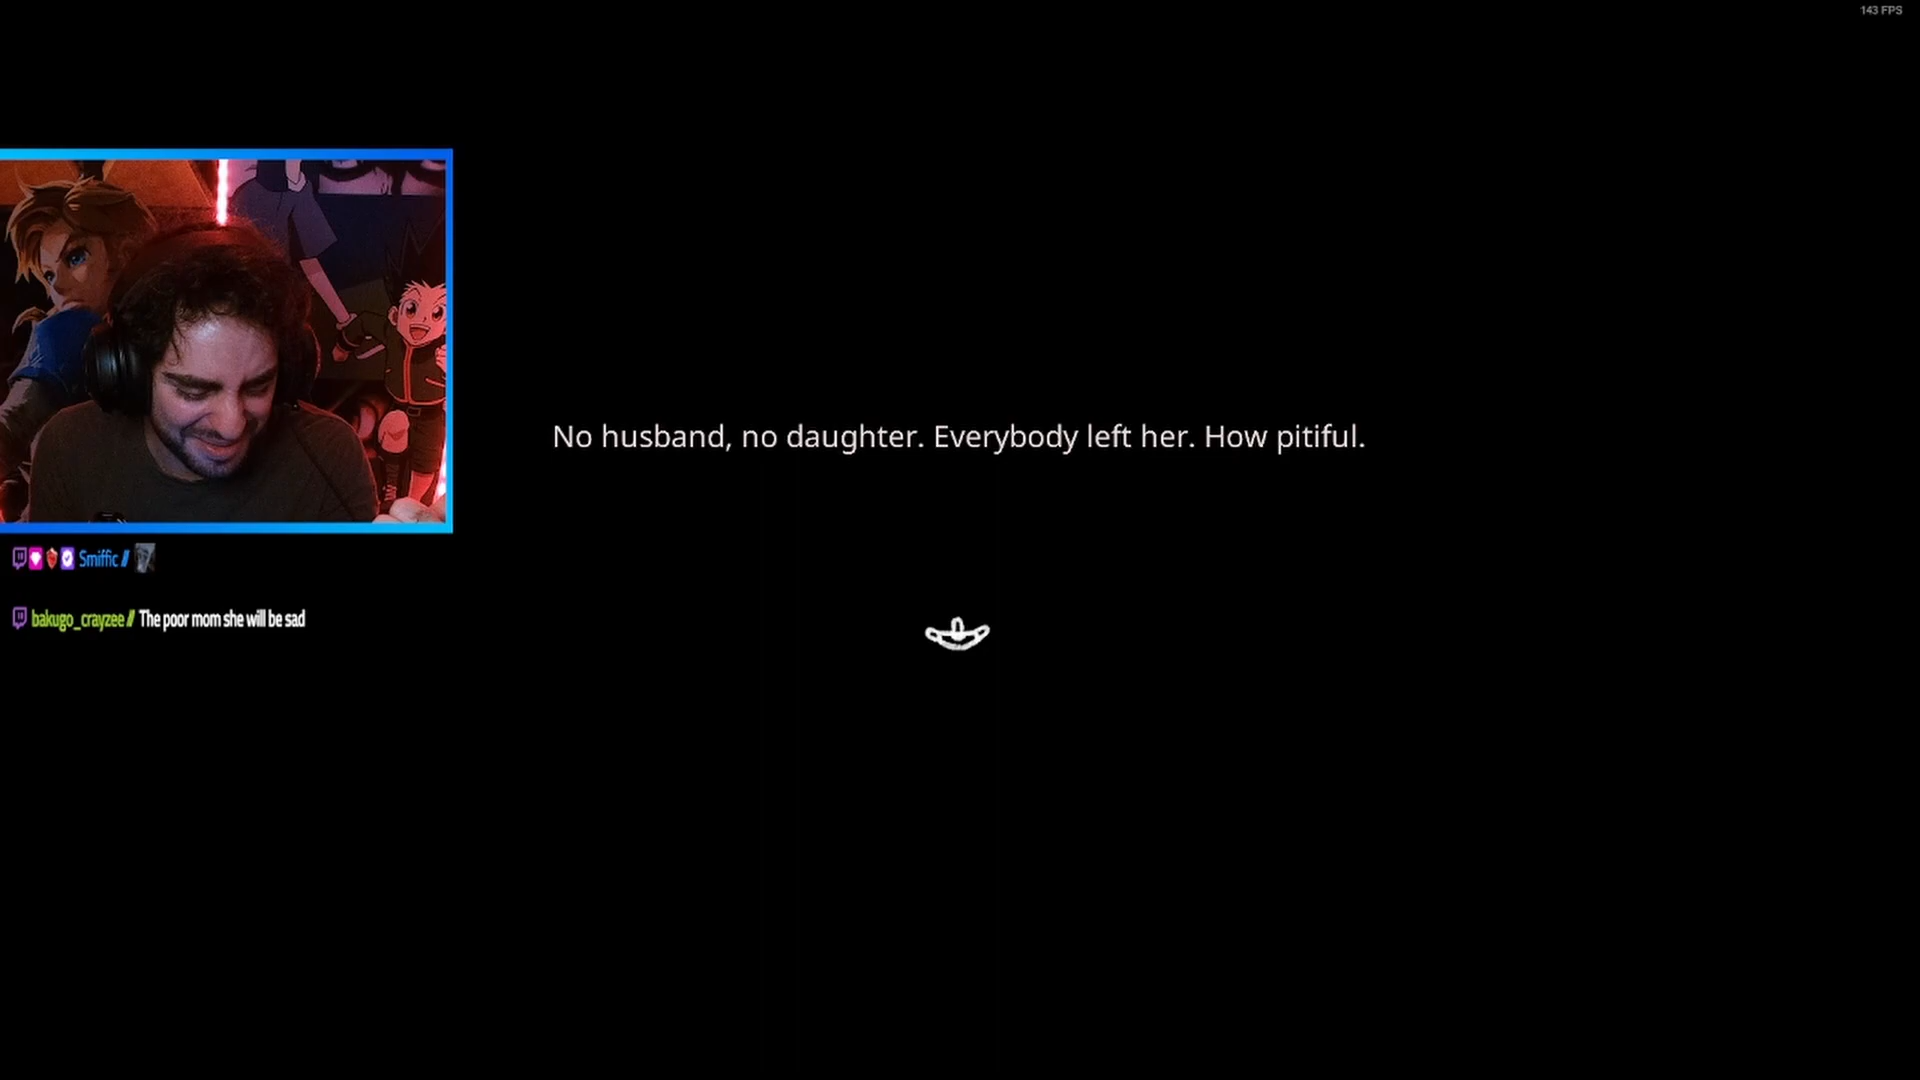 143 FPS
No husband, no daughter. Everybody left her. How pitiful.
Smiffic //
bakugo_crayzee // The poor mom she will be sad